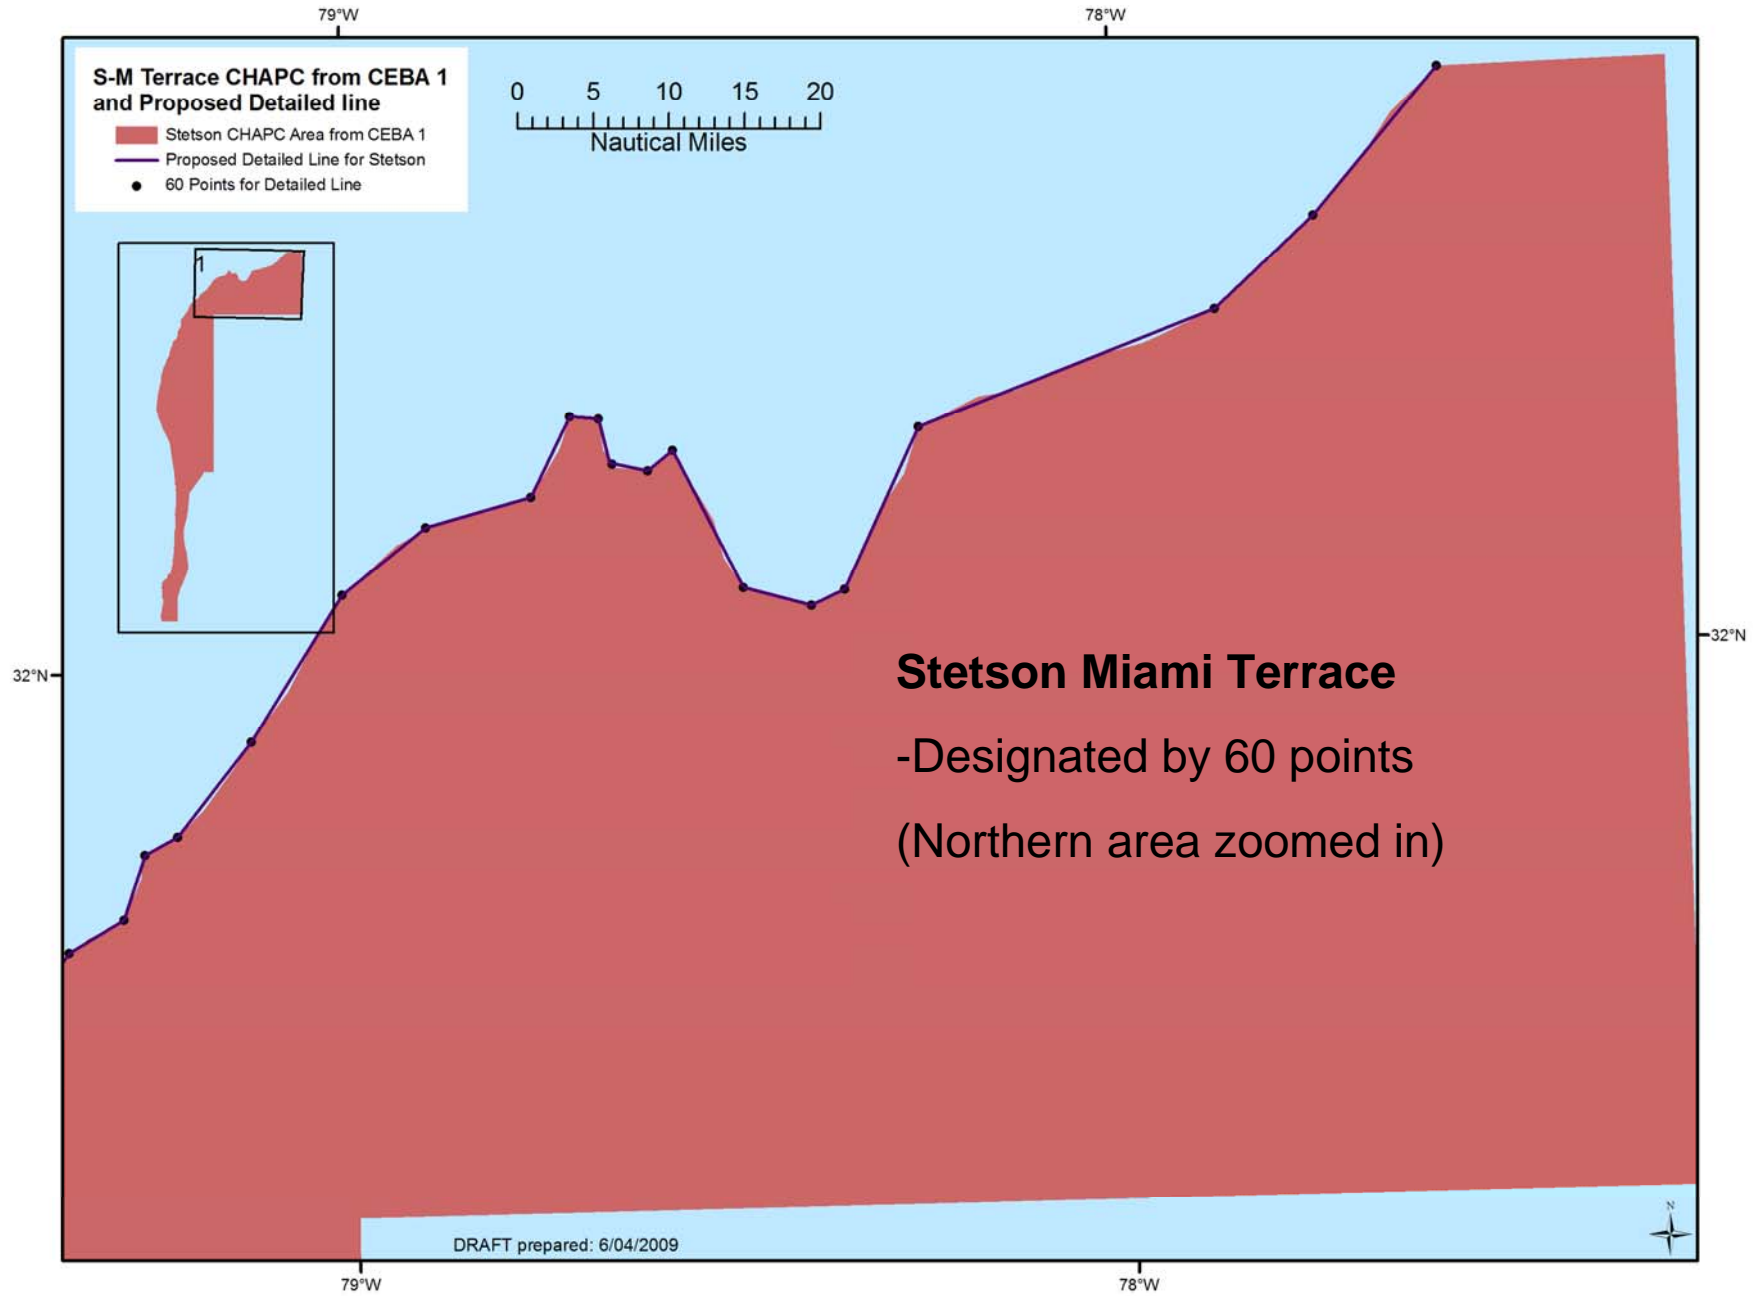 79°W
78°W
S-M Terrace CHAPC from CEBA 1
and Proposed Detailed line
Stetson CHAPC Area from CEBA 1
Proposed Detailed Line for Stetson
60 Points for Detailed Line
0 5 10 15 20
Nautical Miles
1
32°N
32°N
Stetson Miami Terrace
-Designated by 60 points
(Northern area zoomed in)
N
DRAFT prepared: 6/04/2009
79°W
78°W